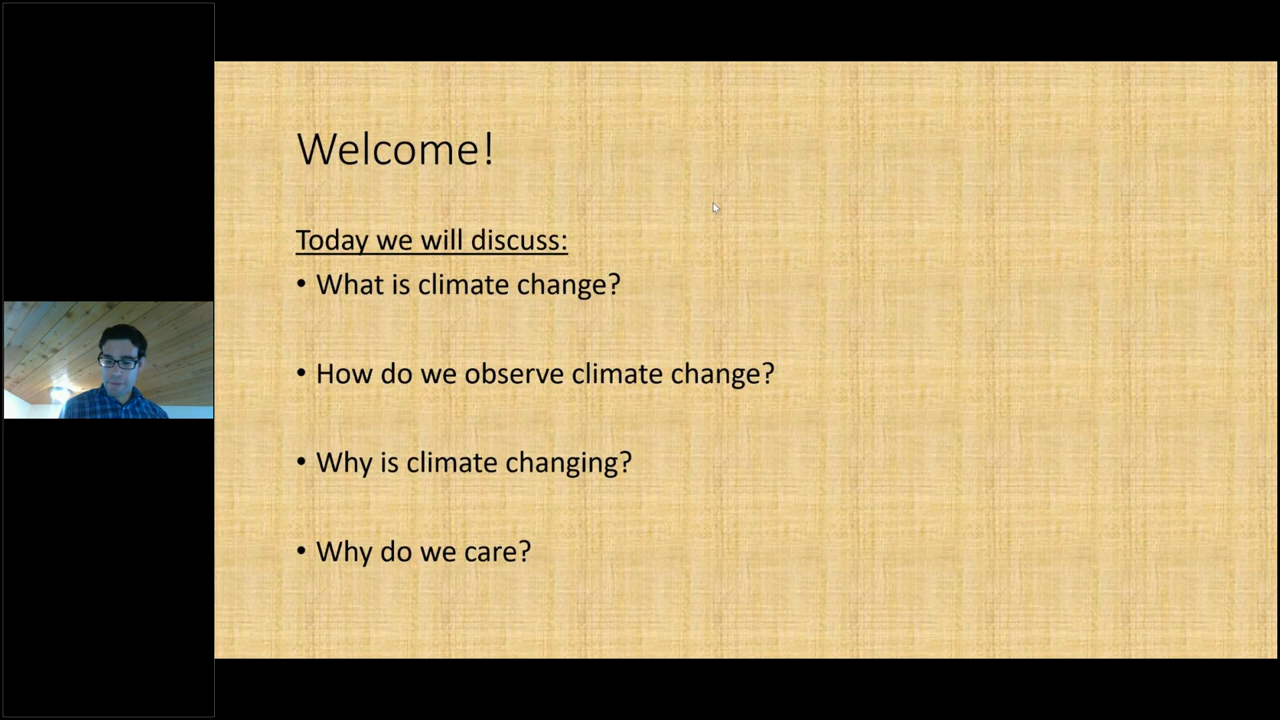 Welcome!
Today we will discuss:
• What is climate change?
• How do we observe climate change?
• Why is climate changing?
• Why do we care?